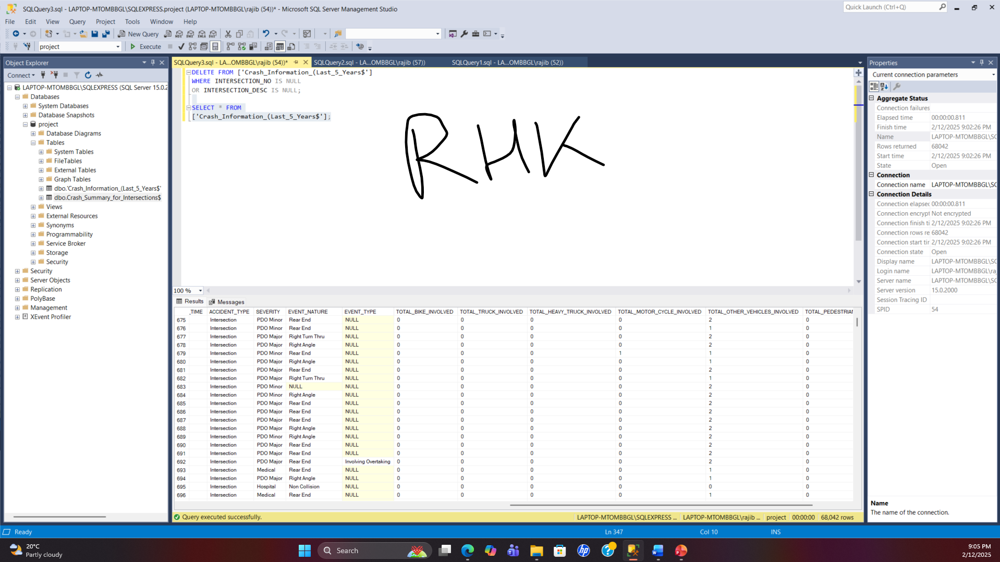 SQLQuery3.sql - LAPTOP-MTOMBBGL\SQLEXPRESS.project (LAPTOP-MTOMBBGL\rajib (54))* - Microsoft SQL Server Management Studio
Quick Launch (Ctrl+Q)
File Edit View Query Project Tools Window Help
New Query
project Execute
Object Explorer
Connect
LAPTOP-MTOMBBGL\SQLEXPRESS (SQL Server 15.0.2
Databases
System Databases
Database Snapshots
project
Database Diagrams
Tables
System Tables
FileTables
External Tables
Graph Tables
dbo.'Crash_Information_(Last_5_Years$'
dbo.Crash_Summary_for_Intersections$
Views
External Resources
Synonyms
Programmability
Service Broker
Storage
Security
Security
Server Objects
Replication
PolyBase
Management
XEvent Profiler
SQLQuery3.sql - LA...OMBBGL\rajib (54))* SQLQuery2.sql - LA...OMBBGL\rajib (57)) SQLQuery1.sql - LA...OMBBGL\rajib (52))
DELETE FROM ['Crash_Information_(Last_5_Years$']
WHERE INTERSECTION_NO IS NULL
OR INTERSECTION_DESC IS NULL;
SELECT * FROM
['Crash_Information_(Last_5_Years$'];
RHK
100 %
Results Messages
_TIME ACCIDENT_TYPE SEVERITY EVENT_NATURE EVENT_TYPE TOTAL_BIKE_INVOLVED TOTAL_TRUCK_INVOLVED TOTAL_HEAVY_TRUCK_INVOLVED TOTAL_MOTOR_CYCLE_INVOLVED TOTAL_OTHER_VEHICLES_INVOLVED TOTAL_PEDESTRIAN
675 Intersection PDO Minor Rear End NULL 0 0 0 0 2 0
676 Intersection PDO Minor Rear End NULL 0 0 0 0 1 0
677 Intersection PDO Major Right Turn Thru NULL 0 0 0 0 2 0
678 Intersection PDO Major Right Angle NULL 0 0 0 0 2 0
679 Intersection PDO Minor Rear End NULL 0 0 0 1 1 0
680 Intersection PDO Major Right Angle NULL 0 0 0 0 1 0
681 Intersection PDO Major Rear End NULL 0 0 0 0 2 0
682 Intersection PDO Major Right Turn Thru NULL 0 0 0 0 1 0
683 Intersection PDO Minor NULL NULL 0 0 0 0 2 0
684 Intersection PDO Minor Right Angle NULL 0 0 0 0 2 0
685 Intersection PDO Major Rear End NULL 0 0 0 0 2 0
686 Intersection PDO Major Rear End NULL 0 0 0 0 2 0
687 Intersection PDO Major Rear End NULL 0 0 0 0 2 0
688 Intersection PDO Major Right Angle NULL 0 0 0 0 2 0
689 Intersection PDO Minor Right Angle NULL 0 0 0 0 2 0
690 Intersection PDO Major Rear End NULL 0 0 0 0 2 0
691 Intersection PDO Major Rear End NULL 0 0 0 0 2 0
692 Intersection PDO Major Rear End Involving Overtaking 0 0 0 0 2 0
693 Intersection Medical Rear End NULL 0 0 0 0 1 0
694 Intersection PDO Major Right Angle NULL 0 0 0 0 1 0
695 Intersection Hospital Non Collision NULL 0 0 0 0 0 0
696 Intersection Medical Rear End NULL 0 0 0 0 1 0
Query executed successfully. LAPTOP-MTOMBBGL\SQLEXPRESS ... LAPTOP-MTOMBBGL\rajib ... project 00:00:00 68,042 rows
Properties
Current connection parameters
Aggregate Status
Connection failures
Elapsed time 00:00:00.811
Finish time 2/12/2025 9:02:26 PM
Name LAPTOP-MTOMBBGL\SC
Rows returned 68042
Start time 2/12/2025 9:02:26 PM
State Open
Connection
Connection name LAPTOP-MTOMBBGL\SC
Connection Details
Connection elapsec 00:00:00.811
Connection encrypt Not encrypted
Connection finish ti 2/12/2025 9:02:26 PM
Connection rows re 68042
Connection start tir 2/12/2025 9:02:26 PM
Connection state Open
Display name LAPTOP-MTOMBBGL\SC
Login name LAPTOP-MTOMBBGL\ra
Server name LAPTOP-MTOMBBGL\SC
Server version 15.0.2000
Session Tracing ID
SPID 54
Name
The name of the connection.
Ready Ln 347 Col 10 INS
20°C
Partly cloudy
Search
9:05 PM
2/12/2025